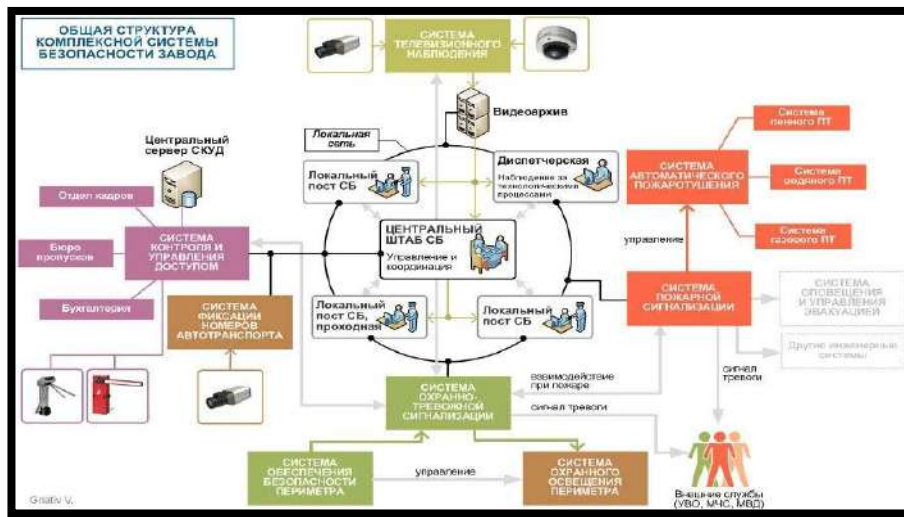 ОБЩАЯ СТРУКТУРА
КОМПЛЕКСНОЙ СИСТЕМЫ
БЕЗОПАСНОСТИ ЗАВОДА
СИСТЕМА
ТЕЛЕВИЗИОННОГО
НАБЛЮДЕНИЯ
Видеоархив
Локальная
сеть
Центральный
сервер СКУД
Отдел кадров
Бюро
пропусков
Бухгалтерия
СИСТЕМА
КОНТРОЛЯ И
УПРАВЛЕНИЯ
ДОСТУПОМ
СИСТЕМА
ФИКСАЦИИ
НОМЕРОВ
АВТОТРАНСПОРТА
Локальный
пост СБ
Диспетчерская
Наблюдение за
технологическими
процессами
ЦЕНТРАЛЬНЫЙ
ШТАБ СБ
Управление и
координация
Локальный
пост СБ,
проходная
Локальный
пост СБ
СИСТЕМА
АВТОМАТИЧЕСКОГО
ПОЖАРОТУШЕНИЯ
Система
пенного ПТ
Система
водяного ПТ
Система
газового ПТ
управление
СИСТЕМА
ПОЖАРНОЙ
СИГНАЛИЗАЦИИ
СИСТЕМА
ОПОВЕЩЕНИЯ
И УПРАВЛЕНИЯ
ЭВАКУАЦИЕЙ
Другие инженерные
системы
сигнал
тревоги
взаимодействие
при пожаре
сигнал тревоги
СИСТЕМА
ОХРАННО-
ТРЕВОЖНОЙ
СИГНАЛИЗАЦИИ
СИСТЕМА
ОБЕСПЕЧЕНИЯ
БЕЗОПАСНОСТИ
ПЕРИМЕТРА
управление
СИСТЕМА
ОХРАННОГО
ОСВЕЩЕНИЯ
ПЕРИМЕТРА
Внешние службы
(УВО, МЧС, МВД)
Gnativ V.